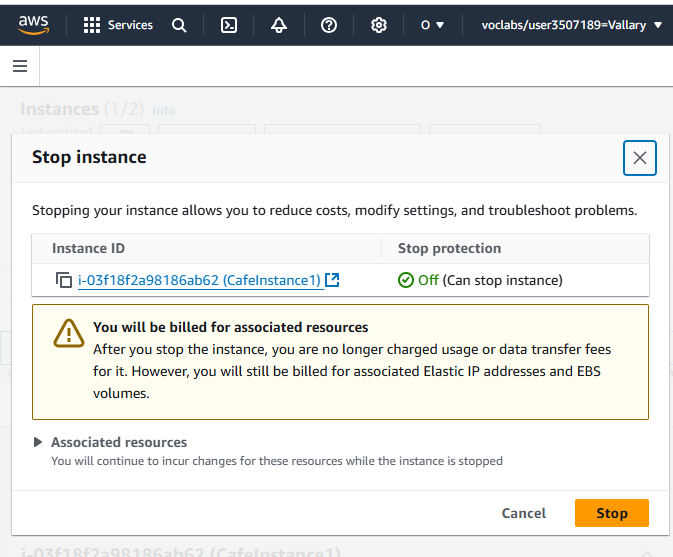 aws
Services
O
voclabs/user3507189=Vallary
Instances (1/2) Info
Last updated
Stop instance
Stopping your instance allows you to reduce costs, modify settings, and troubleshoot problems.
Instance ID Stop protection
i-03f18f2a98186ab62 (CafeInstance1) Off (Can stop instance)
You will be billed for associated resources
After you stop the instance, you are no longer charged usage or data transfer fees
for it. However, you will still be billed for associated Elastic IP addresses and EBS
volumes.
Associated resources
You will continue to incur changes for these resources while the instance is stopped
Cancel Stop
i-03f18f2a98186ab62 (CafeInstance1)